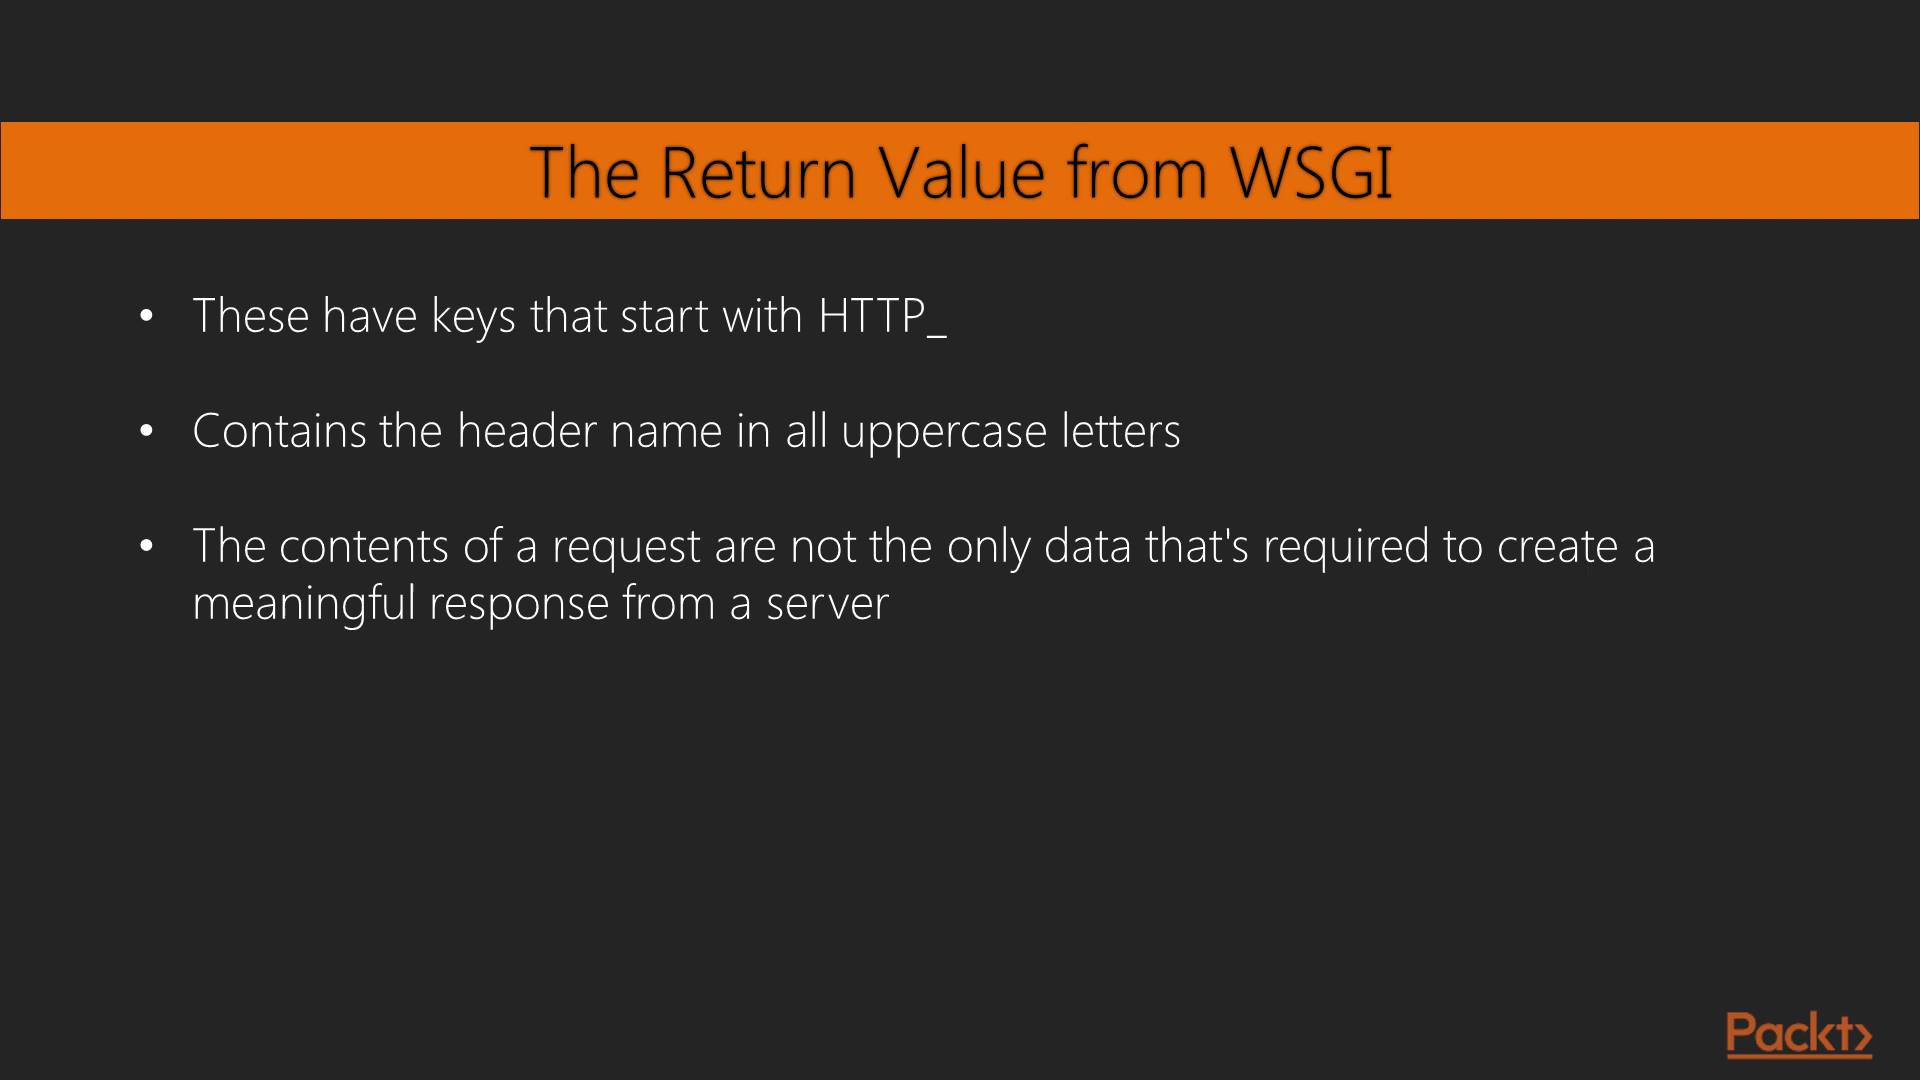 The Return Value from WSGI
• These have keys that start with HTTP_
• Contains the header name in all uppercase letters
• The contents of a request are not the only data that's required to create a
meaningful response from a server
Packt>